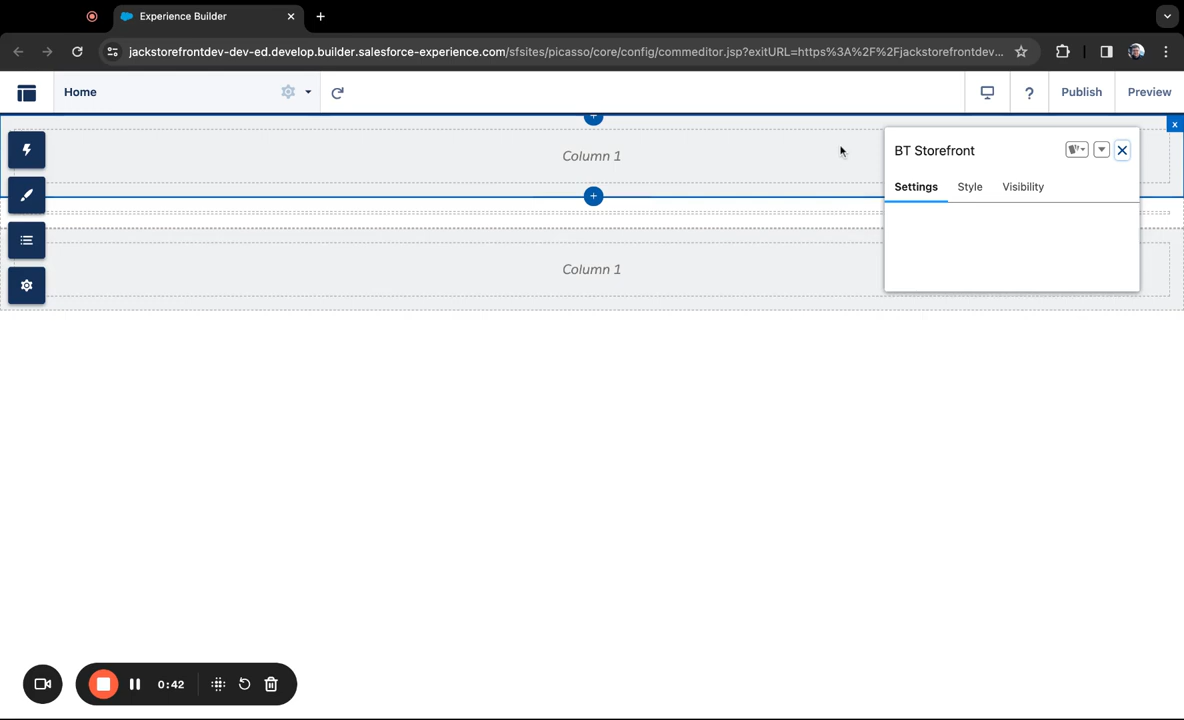 Experience Builder
jackstorefrontdev-dev-ed.develop.builder.salesforce-experience.com/sfsites/picasso/core/config/commeditor.jsp?exitURL=https%3A%2F%2Fjackstorefrontdev...
Home
?
Publish
Preview
Column 1
x
BT Storefront
Settings
Style
Visibility
Column 1
0:42